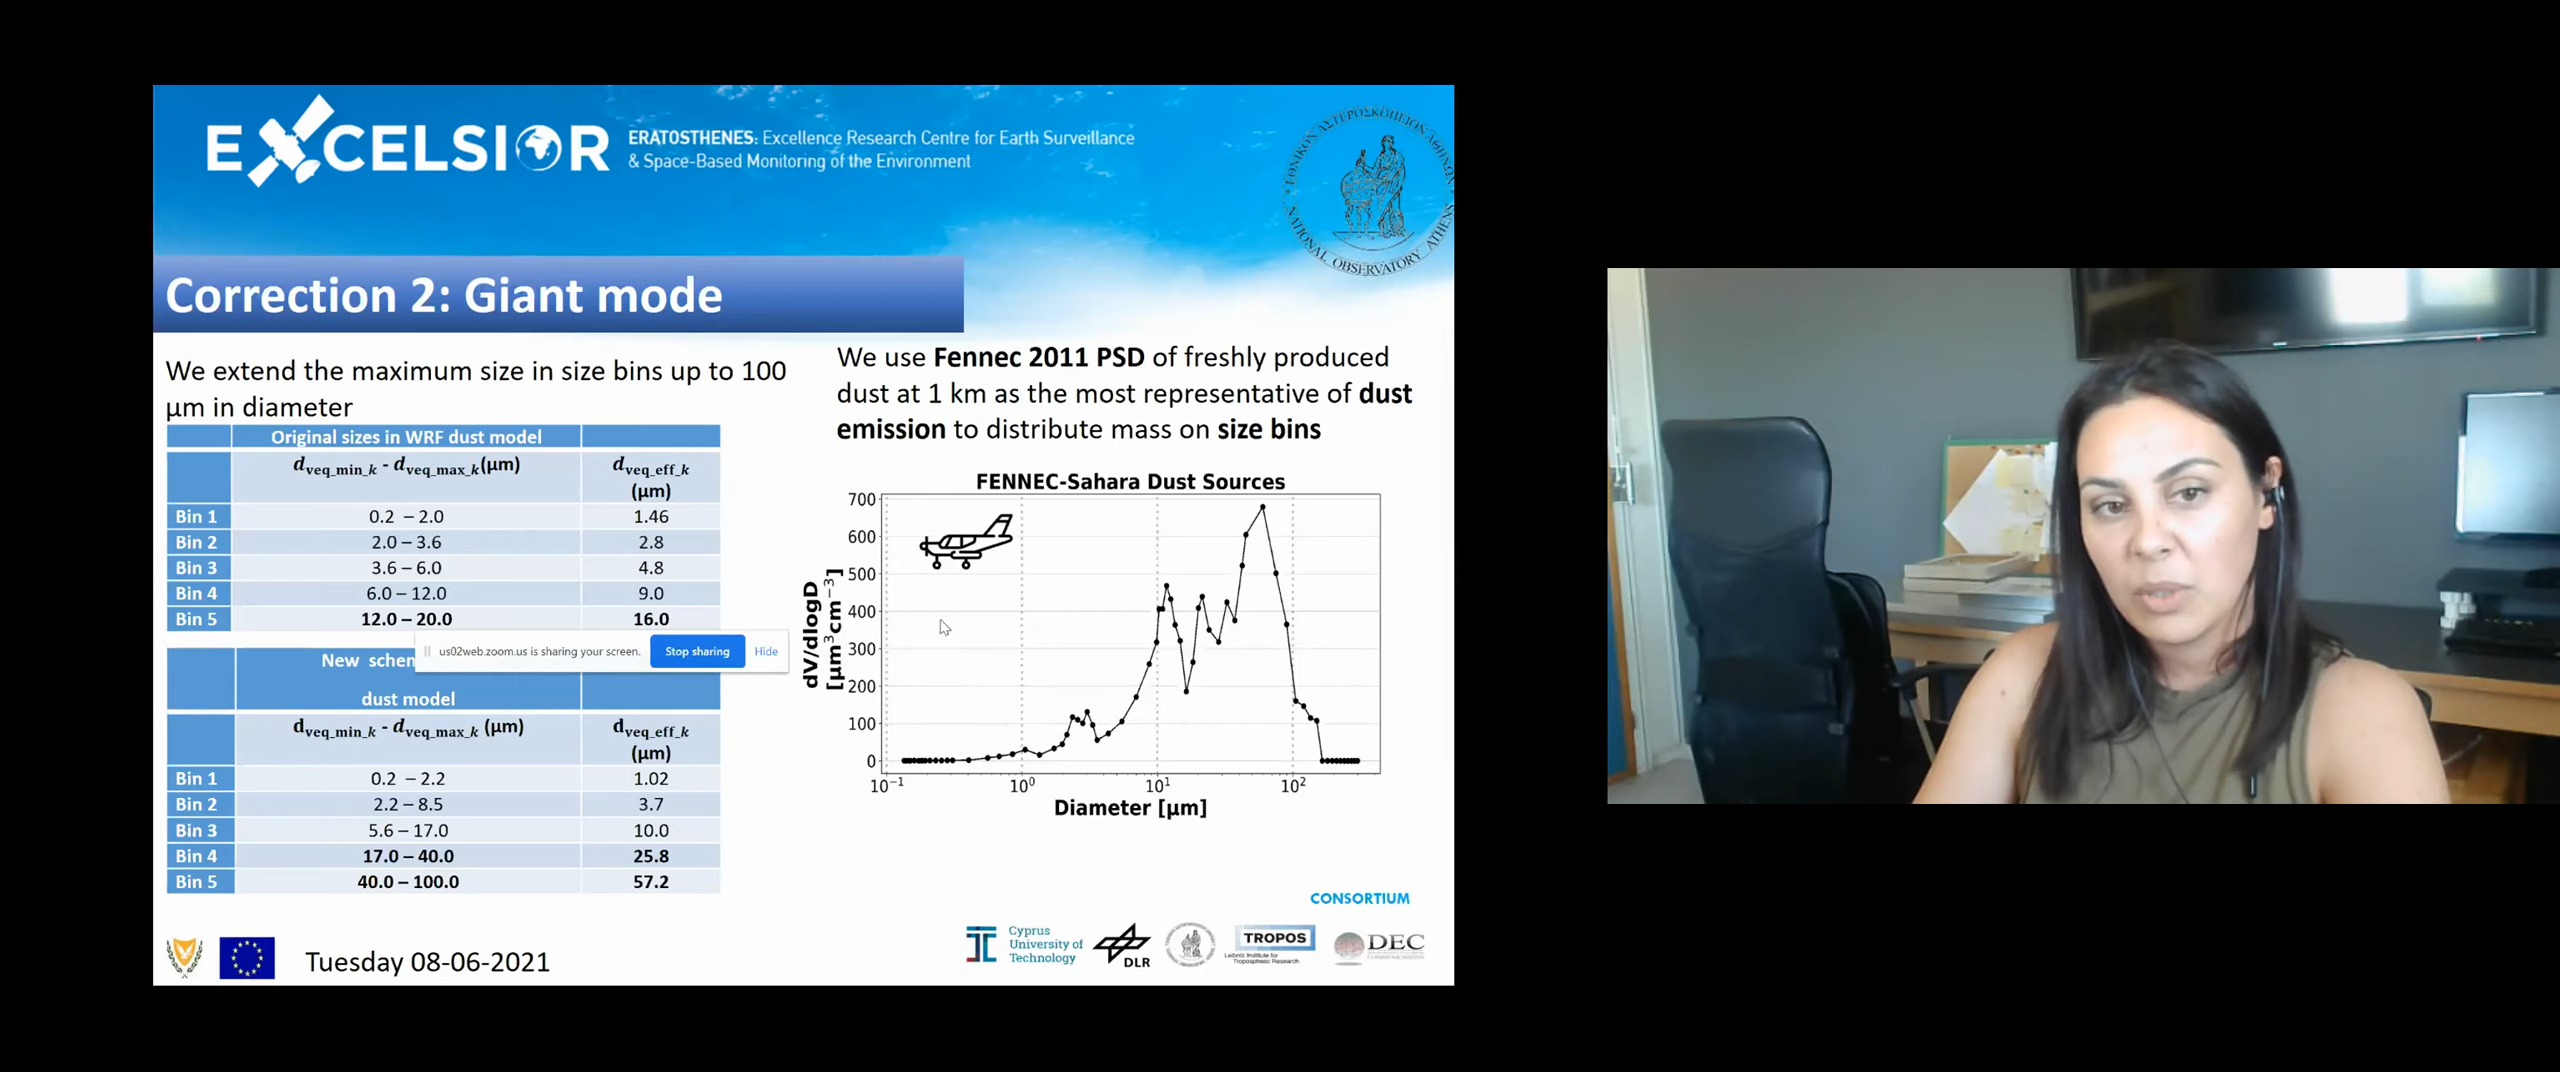 EXCELSIOR
ERATOSTHENES: Excellence Research Centre for Earth Surveillance
& Space-Based Monitoring of the Environment
ΕΘΝΙΚΟΝ ΑΣΤΕΡΟΣΚΟΠΕΙΟΝ ΑΘΗΝΩΝ
NATIONAL OBSERVATORY ATHENS
Correction 2: Giant mode
We extend the maximum size in size bins up to 100
µm in diameter
Original sizes in WRF dust model
dveq_min_k - dveq_max_k(µm) dveq_eff_k
(µm)
Bin 1 0.2 – 2.0 1.46
Bin 2 2.0 – 3.6 2.8
Bin 3 3.6 – 6.0 4.8
Bin 4 6.0 – 12.0 9.0
Bin 5 12.0 – 20.0 16.0
us02web.zoom.us is sharing your screen. Stop sharing Hide
New schem
dust model
dveq_min_k - dveq_max_k (µm) dveq_eff_k
(µm)
Bin 1 0.2 – 2.2 1.02
Bin 2 2.2 – 8.5 3.7
Bin 3 5.6 – 17.0 10.0
Bin 4 17.0 – 40.0 25.8
Bin 5 40.0 – 100.0 57.2
We use Fennec 2011 PSD of freshly produced
dust at 1 km as the most representative of dust
emission to distribute mass on size bins
FENNEC-Sahara Dust Sources
dV/dlogD
[µm³cm⁻³]
700
600
500
400
300
200
100
0
10⁻¹ 10⁰ 10¹ 10²
Diameter [µm]
CONSORTIUM
Cyprus
University of
Technology
DLR
TROPOS
Leibniz Institute for
Tropospheric Research
DEC
Tuesday 08-06-2021